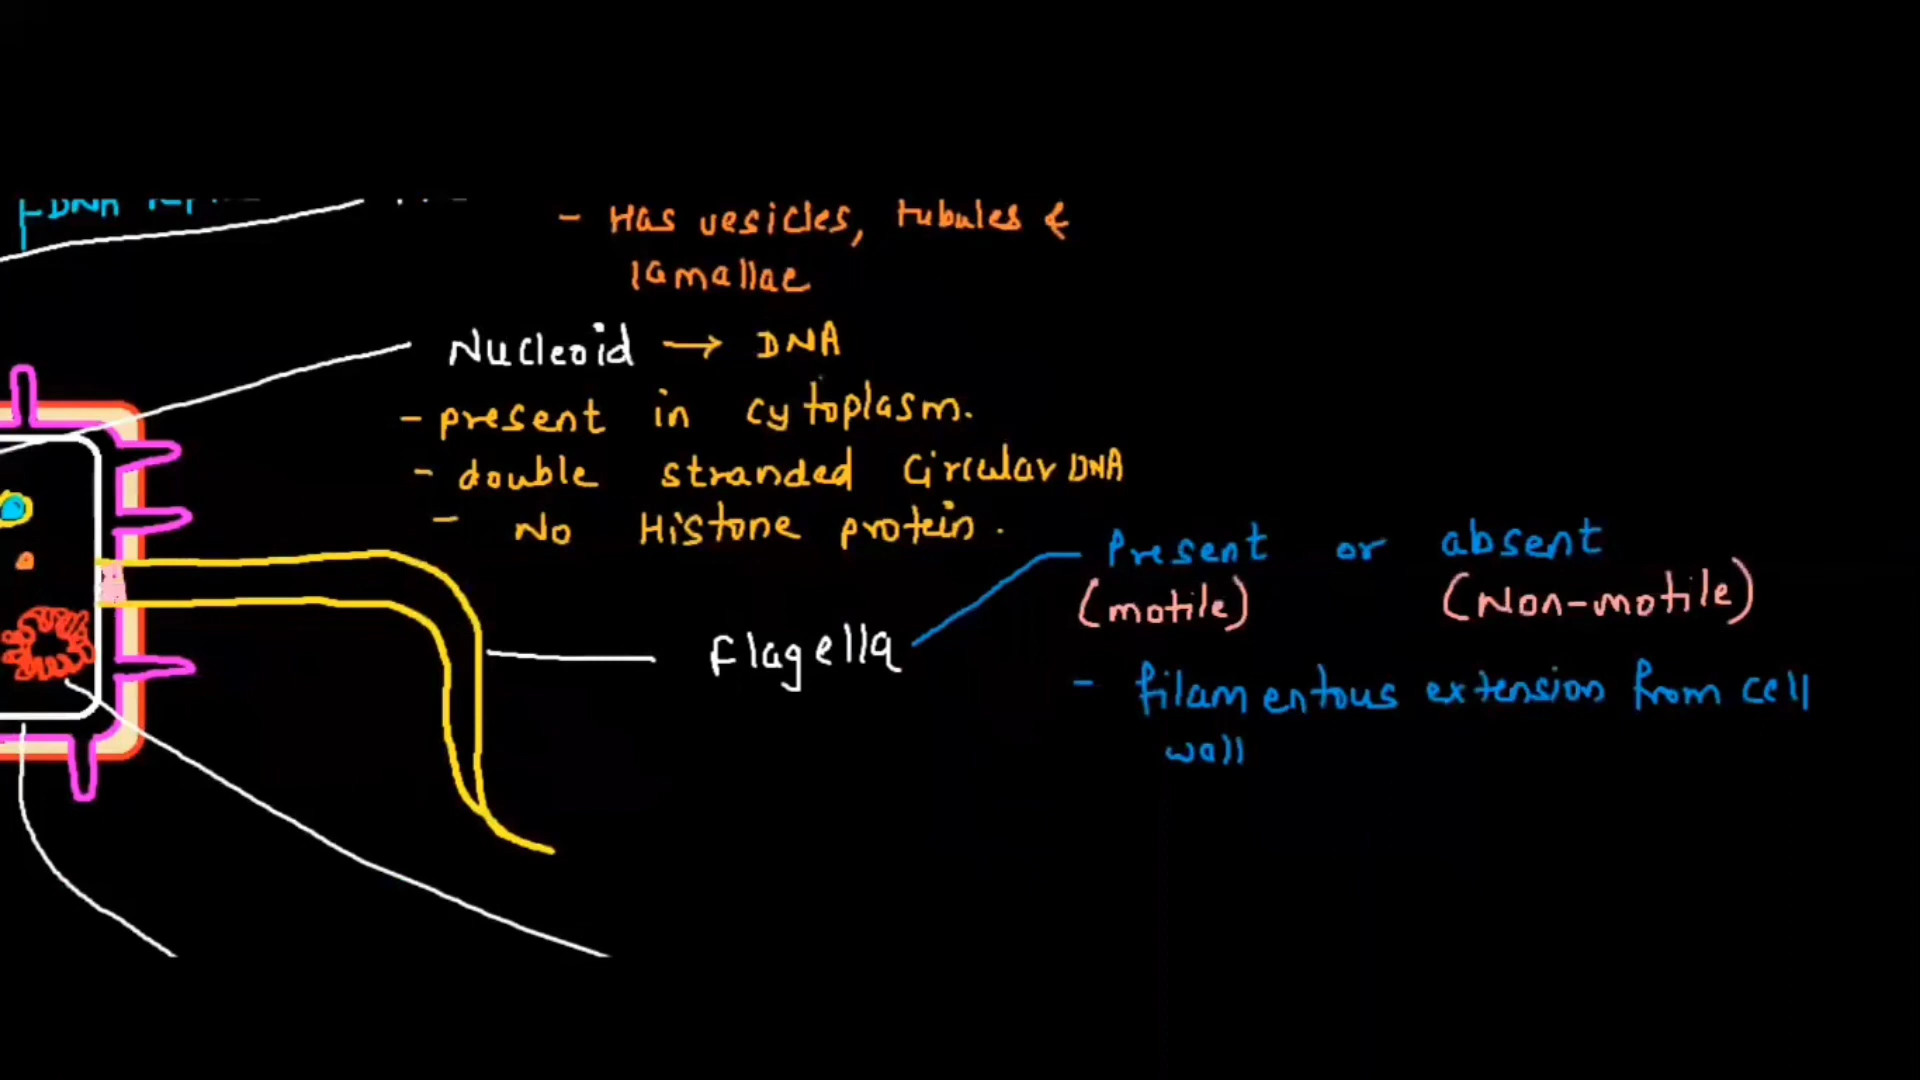 - Has vesicles, tubules &
lamallae
Nucleoid → DNA
- present in cytoplasm.
- double stranded circular DNA
- No Histone protein.
Present or absent
(motile) (Non-motile)
Flagella
- filamentous extension from cell
wall